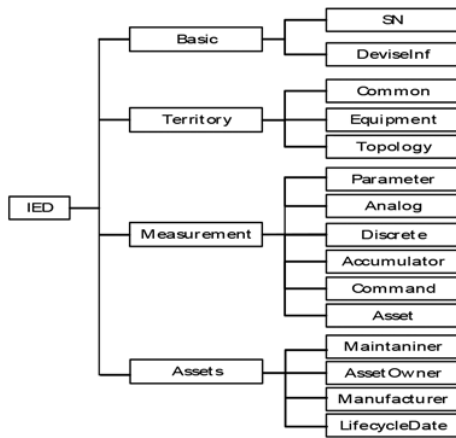 IED
Basic
SN
DeviseInf
Territory
Common
Equipment
Topology
Measurement
Parameter
Analog
Discrete
Accumulator
Command
Asset
Assets
Maintaniner
AssetOwner
Manufacturer
LifecycleDate